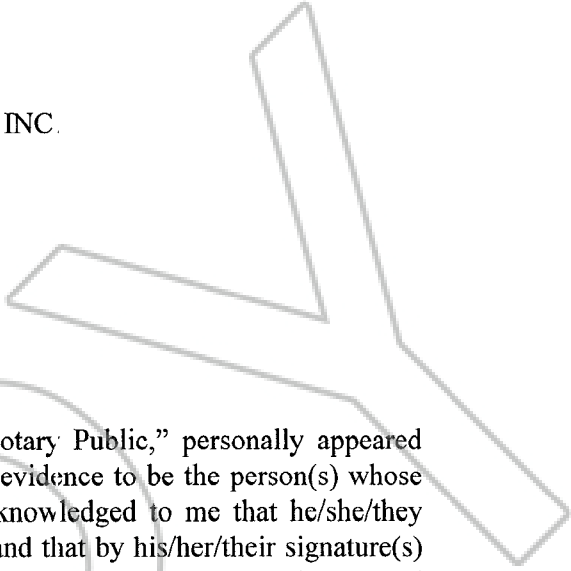 INC.
otary Public,” personally appeared
evidence to be the person(s) whose
knowledged to me that he/she/they
and that by his/her/their signature(s)